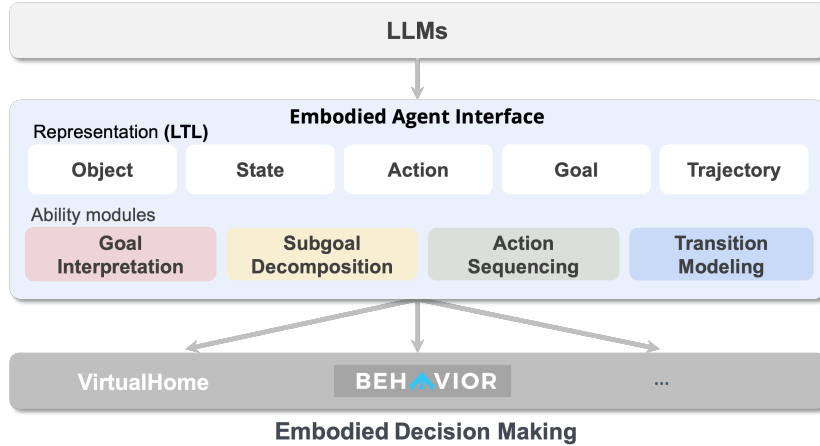 LLMs
Embodied Agent Interface
Representation (LTL)
Object
State
Action
Goal
Trajectory
Ability modules
Goal
Interpretation
Subgoal
Decomposition
Action
Sequencing
Transition
Modeling
VirtualHome
BEHAVIOR
...
Embodied Decision Making